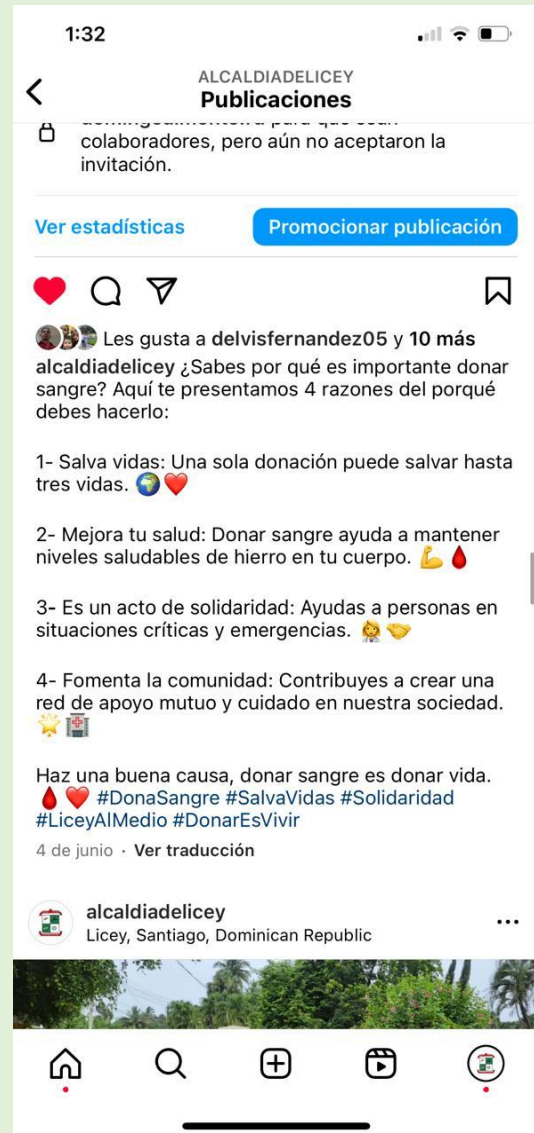 1:32
ALCALDIADELICEY
Publicaciones
colaboradores, pero aún no aceptaron la
invitación.
Ver estadísticas
Promocionar publicación
Les gusta a delvisfernandez05 y 10 más
alcaldiadelicey ¿Sabes por qué es importante donar
sangre? Aquí te presentamos 4 razones del porqué
debes hacerlo:
1- Salva vidas: Una sola donación puede salvar hasta
tres vidas. 🌍❤️
2- Mejora tu salud: Donar sangre ayuda a mantener
niveles saludables de hierro en tu cuerpo. 💪🩸
3- Es un acto de solidaridad: Ayudas a personas en
situaciones críticas y emergencias. 👩‍⚕️🤝
4- Fomenta la comunidad: Contribuyes a crear una
red de apoyo mutuo y cuidado en nuestra sociedad.
🌟🏥
Haz una buena causa, donar sangre es donar vida.
🩸❤️ #DonaSangre #SalvaVidas #Solidaridad
#LiceyAlMedio #DonarEsVivir
4 de junio · Ver traducción
alcaldiadelicey
Licey, Santiago, Dominican Republic